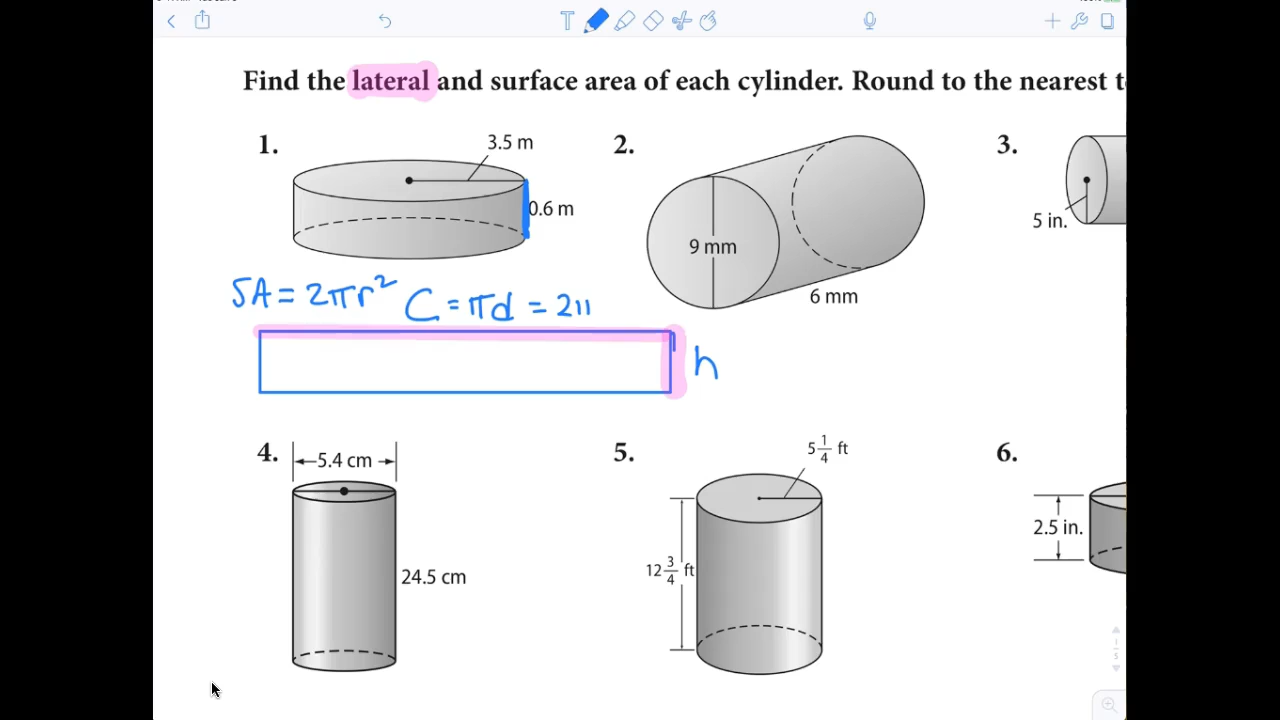 Find the lateral and surface area of each cylinder. Round to the nearest t
1.
3.5 m
0.6 m
2.
9 mm
6 mm
3.
5 in.
SA = 2πr²
C = πd = 2π
h
4.
5.4 cm
24.5 cm
5.
5 1/4 ft
12 3/4 ft
6.
2.5 in.